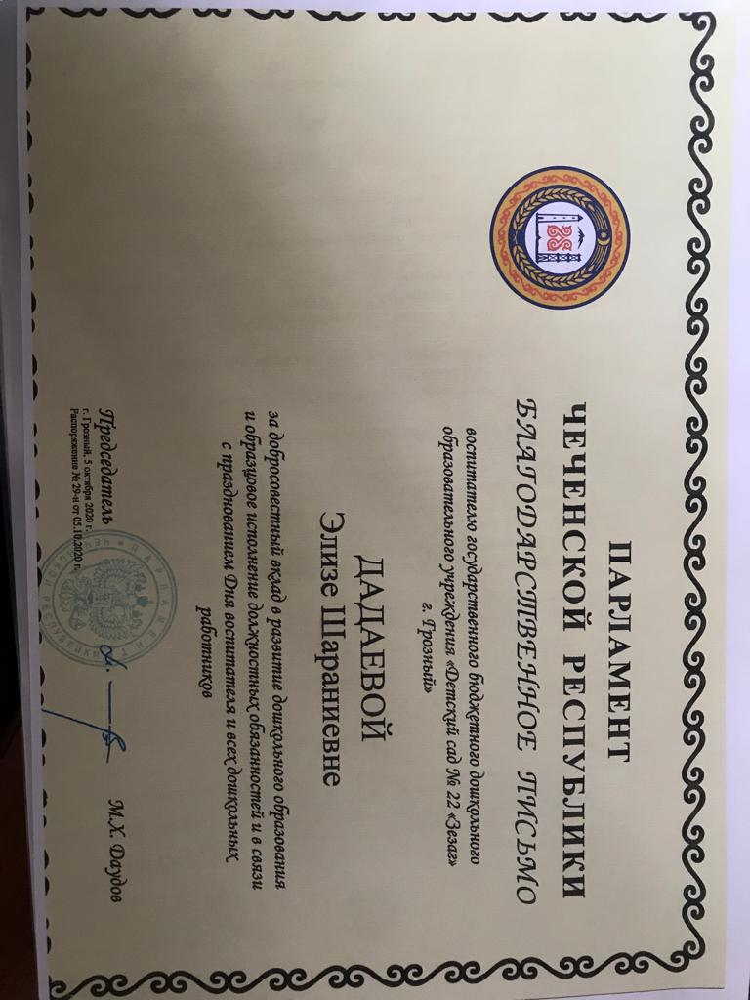 ПАРЛАМЕНТ
ЧЕЧЕНСКОЙ РЕСПУБЛИКИ
БЛАГОДАРСТВЕННОЕ ПИСЬМО
воспитателю государственного бюджетного дошкольного
образовательного учреждения «Детский сад № 22 «Зезаг»
г. Грозный»
ДАДАЕВОЙ
Элизе Шараниевне
за добросовестный вклад в развитие дошкольного образования
и образцовое исполнение должностных обязанностей и в связи
с празднованием Дня воспитателя и всех дошкольных
работников
Председатель
М.Х. Даудов
г. Грозный, 5 октября 2020 г.
Распоряжение № 29-н от 05.10.2020 г.
ПАРЛАМЕНТ
РЕСПУБЛИКИ